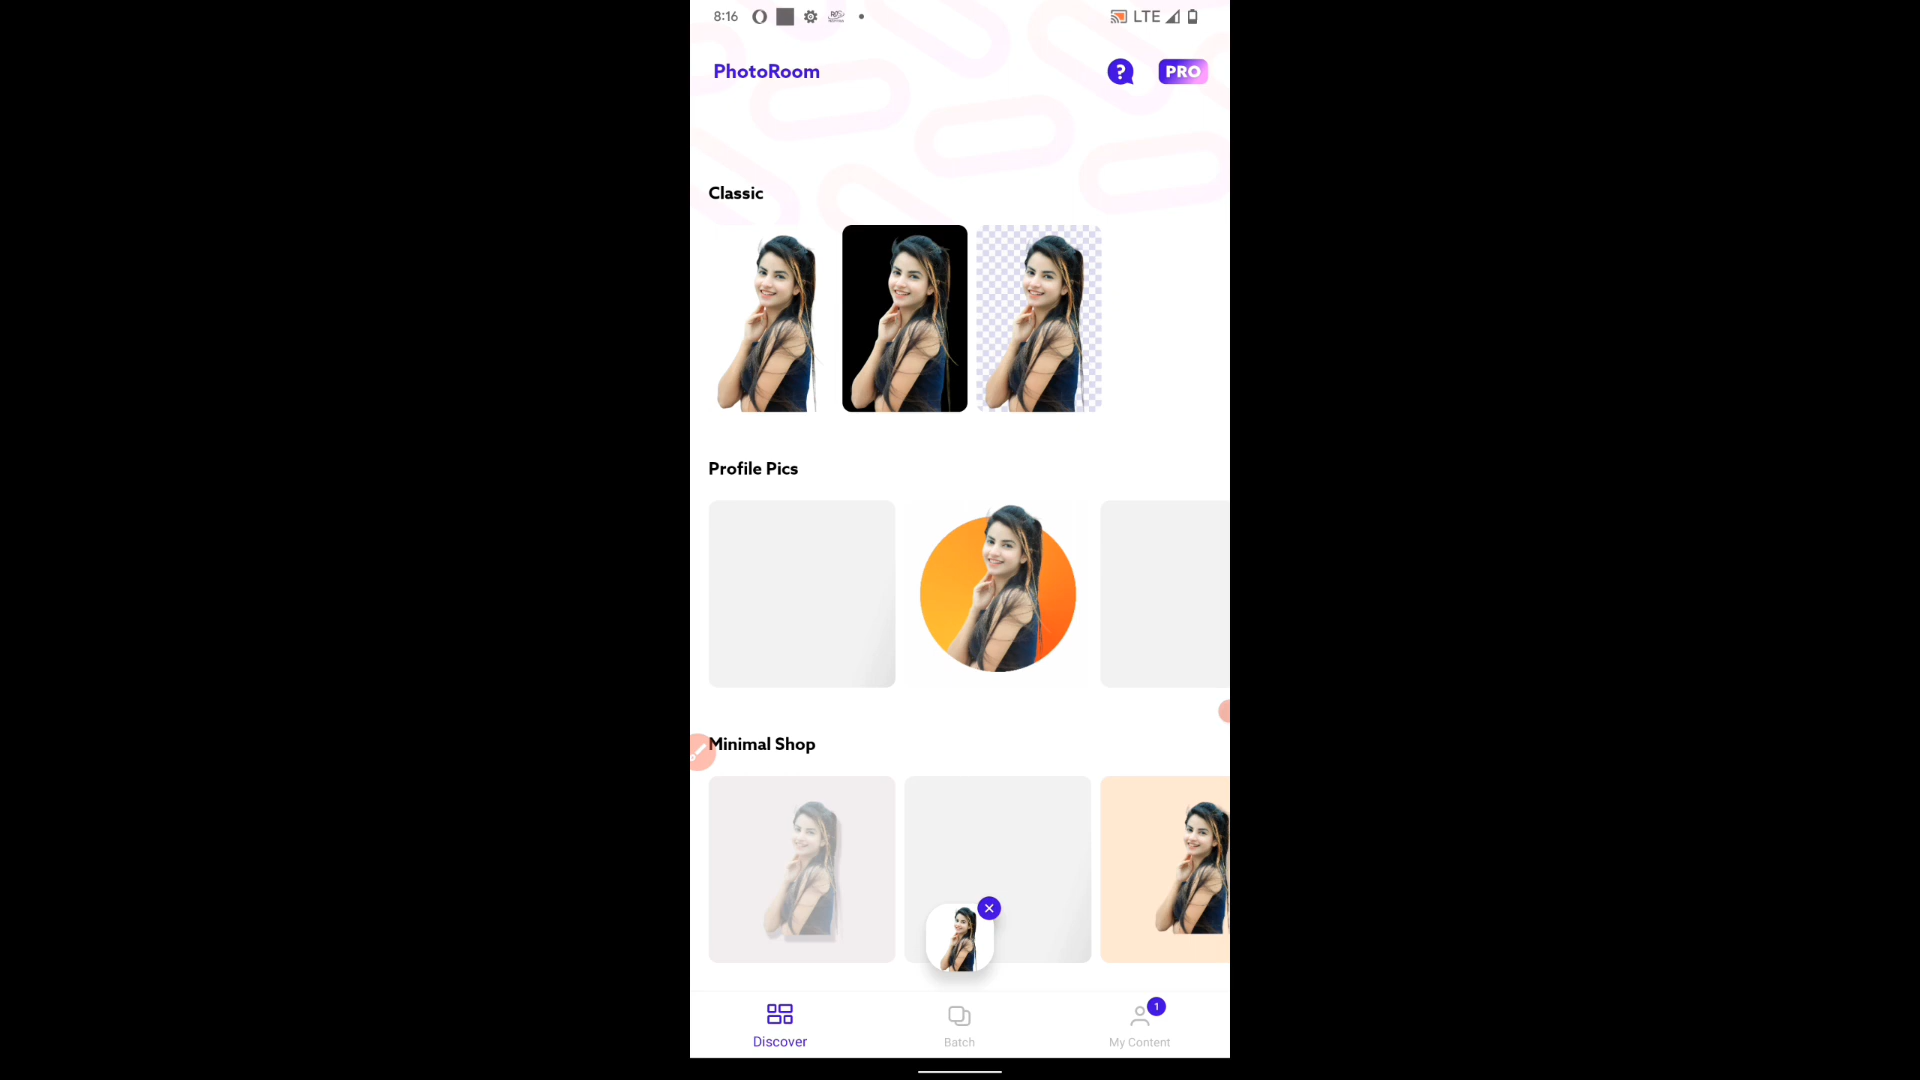 8:16
LTE
PhotoRoom
?
PRO
Classic
Profile Pics
Minimal Shop
1
Discover
Batch
My Content